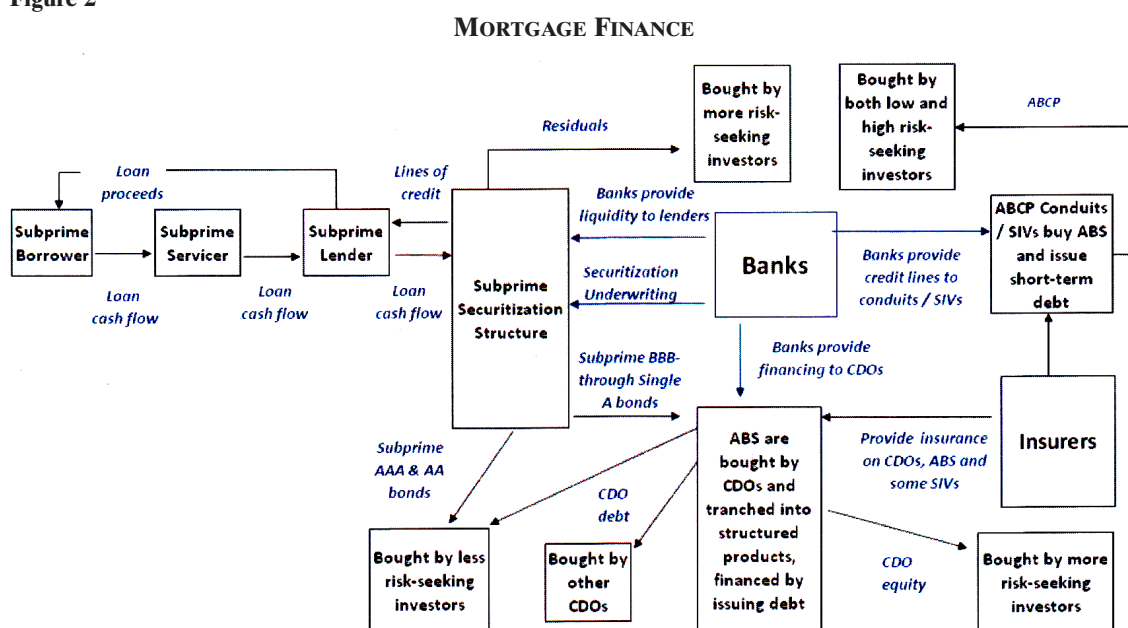 Figure 2
MORTGAGE FINANCE
Bought by
more risk-
seeking
investors
Bought by
both low and
high risk-
seeking
investors
ABCP
Residuals
Loan
proceeds
Lines of
credit
Banks provide
liquidity to lenders
Subprime
Borrower
Subprime
Servicer
Subprime
Lender
Loan
cash flow
Loan
cash flow
Loan
cash flow
Subprime
Securitization
Structure
Securitization
Underwriting
Banks
Banks provide
credit lines to
conduits / SIVs
ABCP Conduits
/ SIVs buy ABS
and issue
short-term
debt
Banks provide
financing to CDOs
Subprime BBB-
through Single
A bonds
Subprime
AAA & AA
bonds
CDO
debt
ABS are
bought by
CDOs and
tranched into
structured
products,
financed by
issuing debt
Provide insurance
on CDOs, ABS and
some SIVs
Insurers
Bought by less
risk-seeking
investors
Bought by
other
CDOs
CDO
equity
Bought by more
risk-seeking
investors